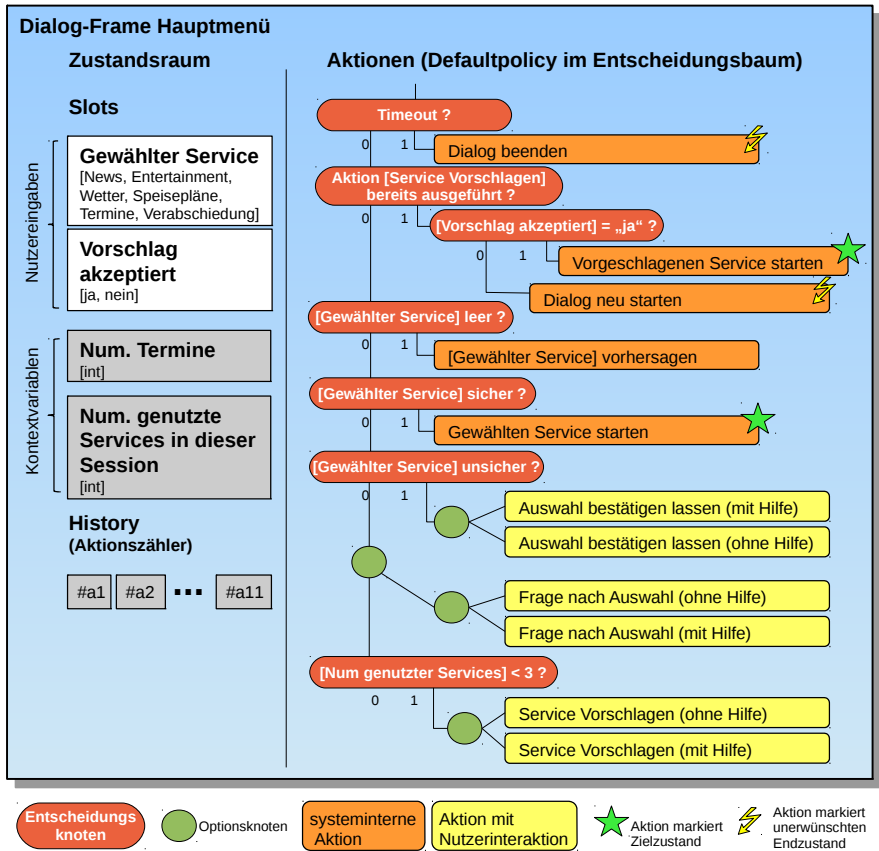 Dialog-Frame Hauptmenü
Zustandsraum
Slots
Nutzereingaben
Gewählter Service
[News, Entertainment,
Wetter, Speisepläne,
Termine, Verabschiedung]
Vorschlag
akzeptiert
[ja, nein]
Kontextvariablen
Num. Termine
[int]
Num. genutzte
Services in dieser
Session
[int]
History
(Aktionszähler)
#a1 #a2 ... #a11
Aktionen (Defaultpolicy im Entscheidungsbaum)
Timeout ?
0 1
Dialog beenden
Aktion [Service Vorschlagen]
bereits ausgeführt ?
0 1
[Vorschlag akzeptiert] = „ja“ ?
0 1
Vorgeschlagenen Service starten
Dialog neu starten
[Gewählter Service] leer ?
0 1
[Gewählter Service] vorhersagen
[Gewählter Service] sicher ?
0 1
Gewählten Service starten
[Gewählter Service] unsicher ?
0 1
Auswahl bestätigen lassen (mit Hilfe)
Auswahl bestätigen lassen (ohne Hilfe)
Frage nach Auswahl (ohne Hilfe)
Frage nach Auswahl (mit Hilfe)
[Num genutzter Services] < 3 ?
0 1
Service Vorschlagen (ohne Hilfe)
Service Vorschlagen (mit Hilfe)
Entscheidungs
knoten
Optionsknoten
systeminterne
Aktion
Aktion mit
Nutzerinteraktion
Aktion markiert
Zielzustand
Aktion markiert
unerwünschten
Endzustand